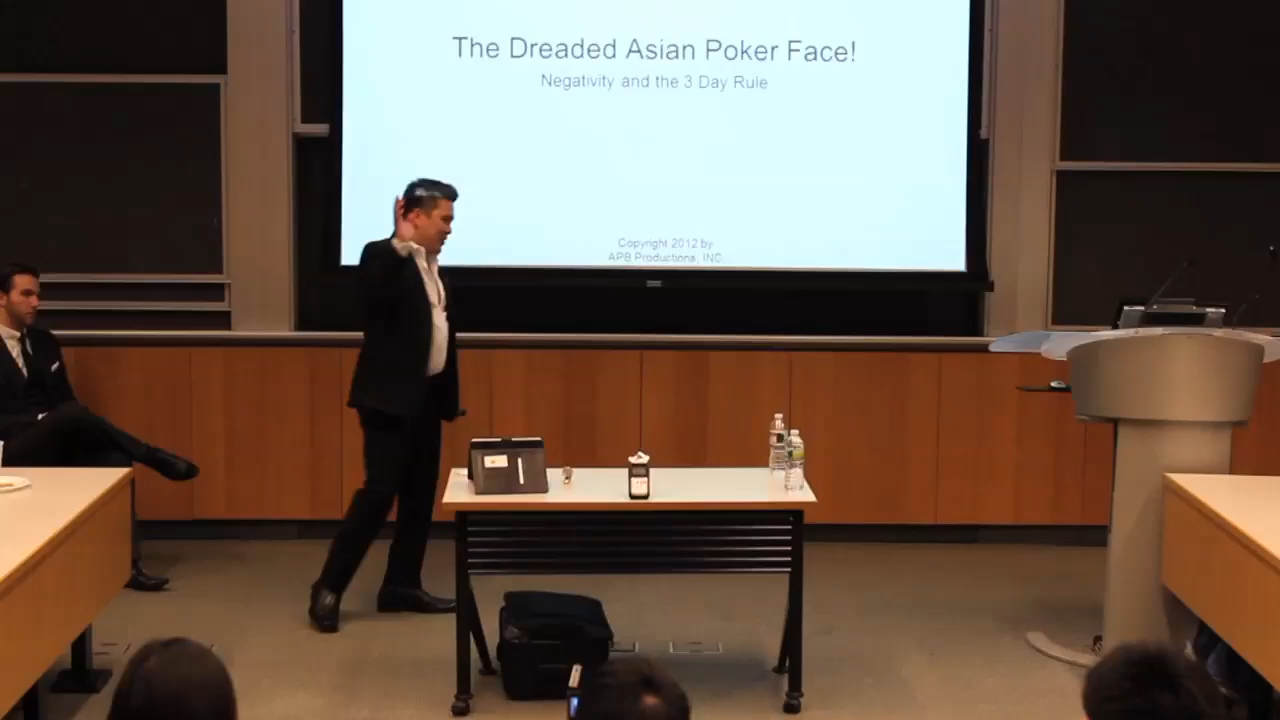 The Dreaded Asian Poker Face!
Negativity and the 3 Day Rule
Copyright 2012 by
APB Productions, INC